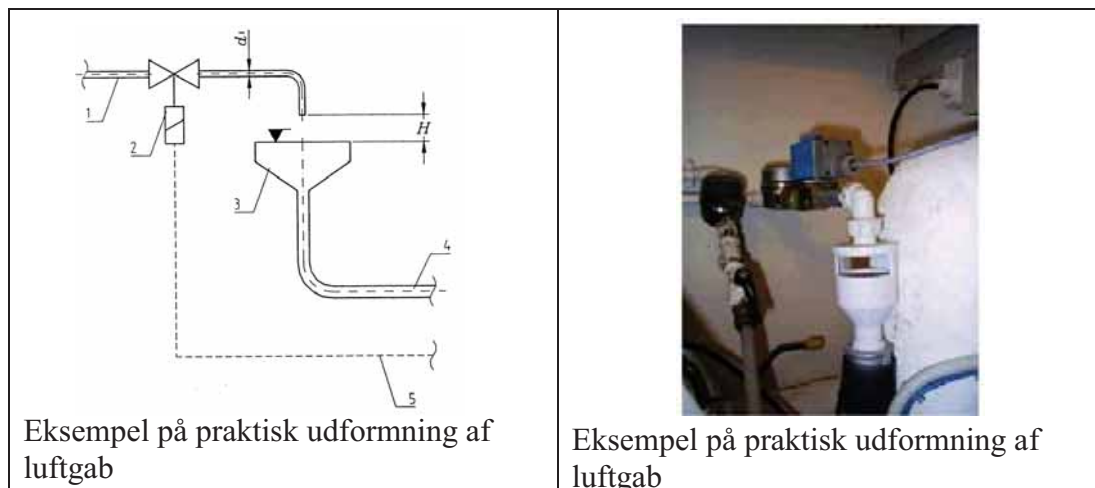 d₁
1
2
H
3
4
5
Eksempel på praktisk udformning af
luftgab
Eksempel på praktisk udformning af
luftgab